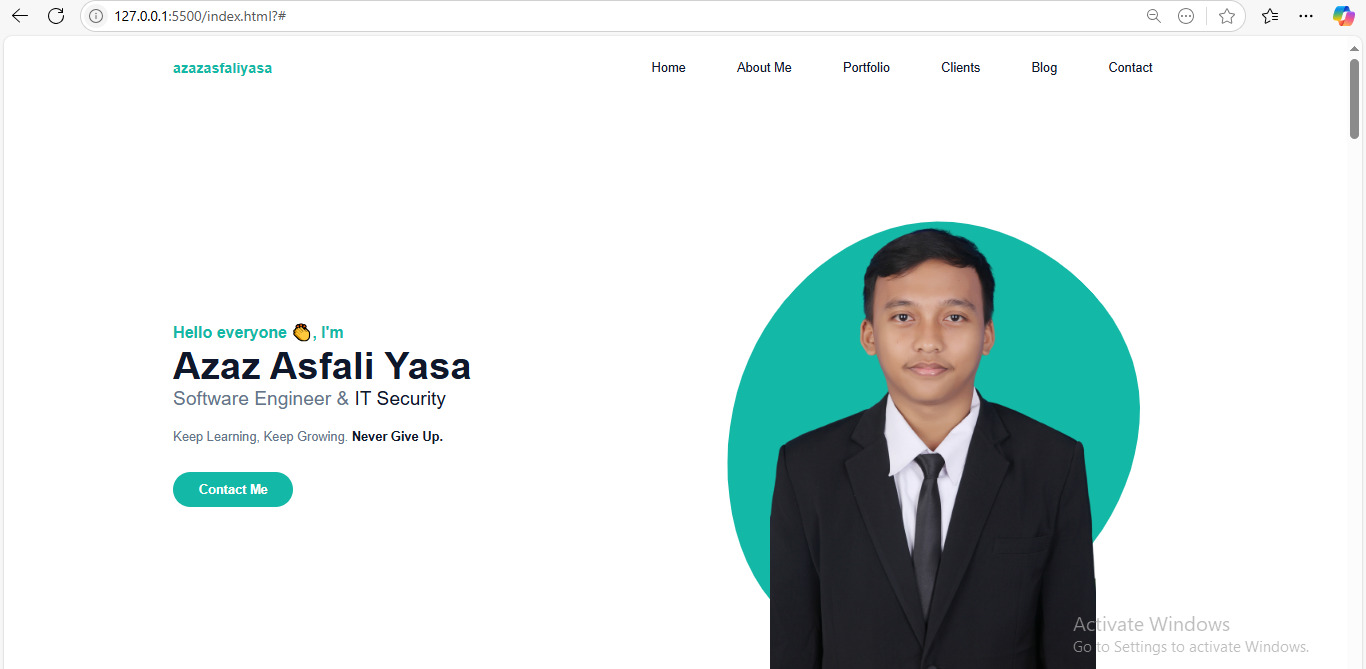 127.0.0.1:5500/index.html?#
azazasfaliyasa
Home About Me Portfolio Clients Blog Contact
Hello everyone 👏, I'm
Azaz Asfali Yasa
Software Engineer & IT Security
Keep Learning, Keep Growing. Never Give Up.
Contact Me
Activate Windows
Go to Settings to activate Windows.